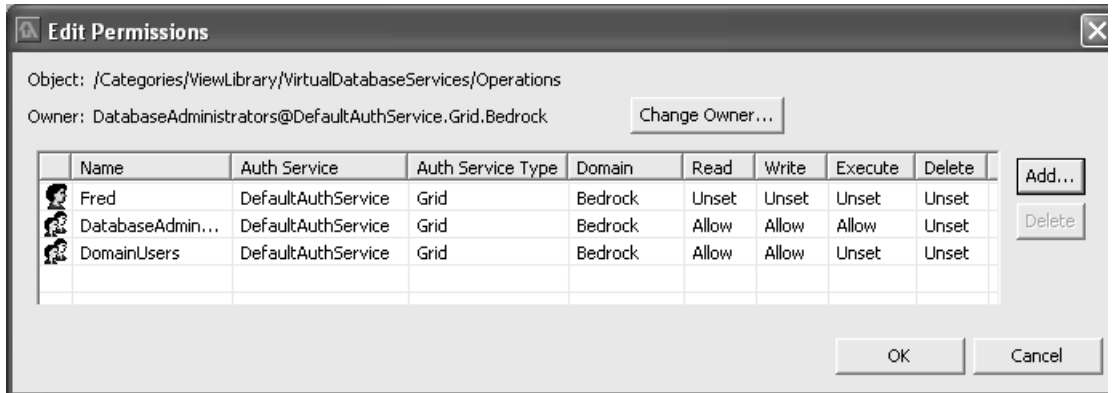 Edit Permissions
Object: /Categories/ViewLibrary/VirtualDatabaseServices/Operations
Owner: DatabaseAdministrators@DefaultAuthService.Grid.Bedrock Change Owner...
Name Auth Service Auth Service Type Domain Read Write Execute Delete Add...
Fred DefaultAuthService Grid Bedrock Unset Unset Unset Unset
DatabaseAdmin... DefaultAuthService Grid Bedrock Allow Allow Allow Unset Delete
DomainUsers DefaultAuthService Grid Bedrock Allow Allow Unset Unset
OK Cancel